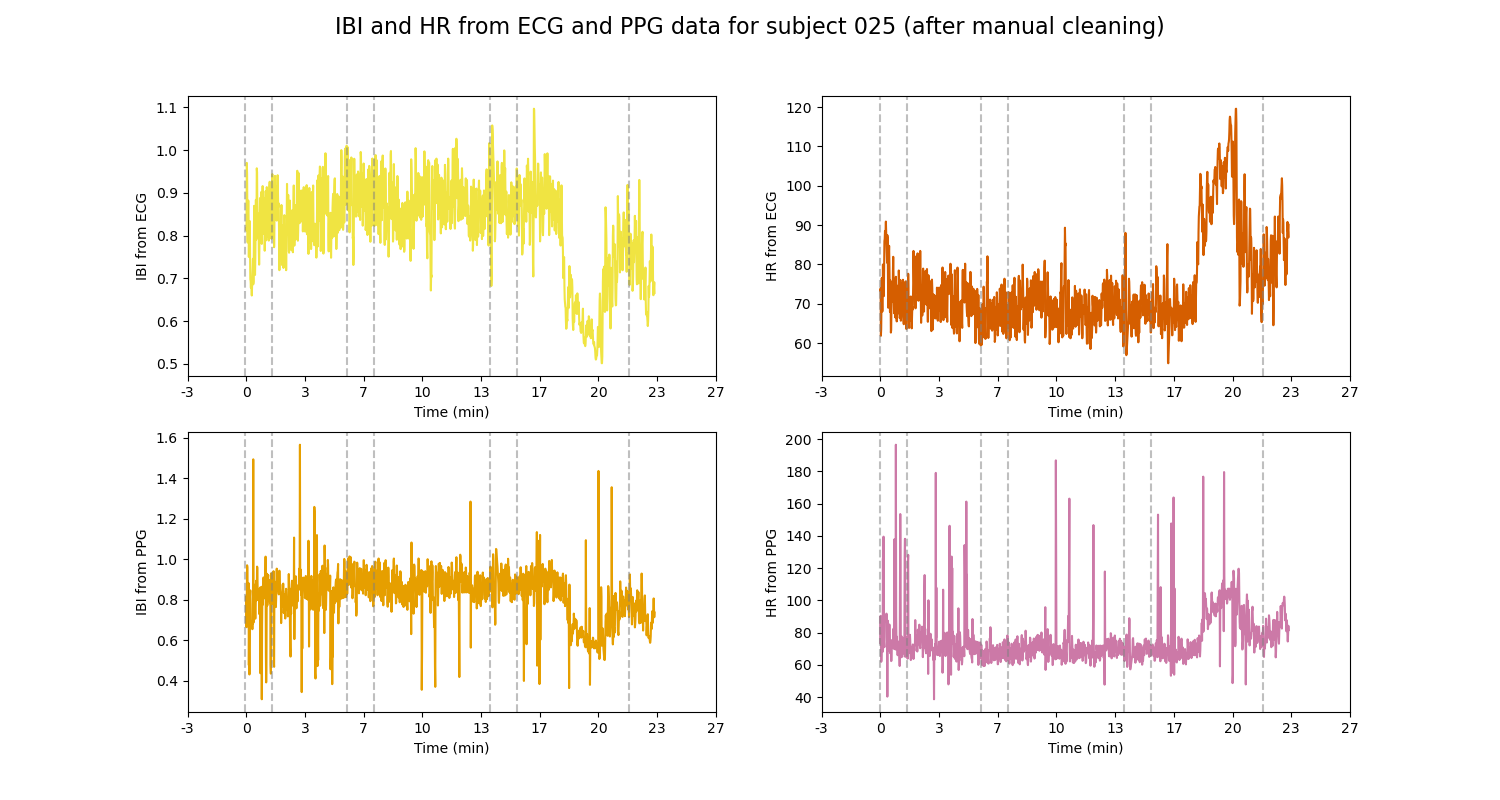 IBI and HR from ECG and PPG data for subject 025 (after manual cleaning)
IBI from ECG
1.1
1.0
0.9
0.8
0.7
0.6
0.5
-3 0 3 7 10 13 17 20 23 27
Time (min)
HR from ECG
120
110
100
90
80
70
60
-3 0 3 7 10 13 17 20 23 27
Time (min)
IBI from PPG
1.6
1.4
1.2
1.0
0.8
0.6
0.4
-3 0 3 7 10 13 17 20 23 27
Time (min)
HR from PPG
200
180
160
140
120
100
80
60
40
-3 0 3 7 10 13 17 20 23 27
Time (min)